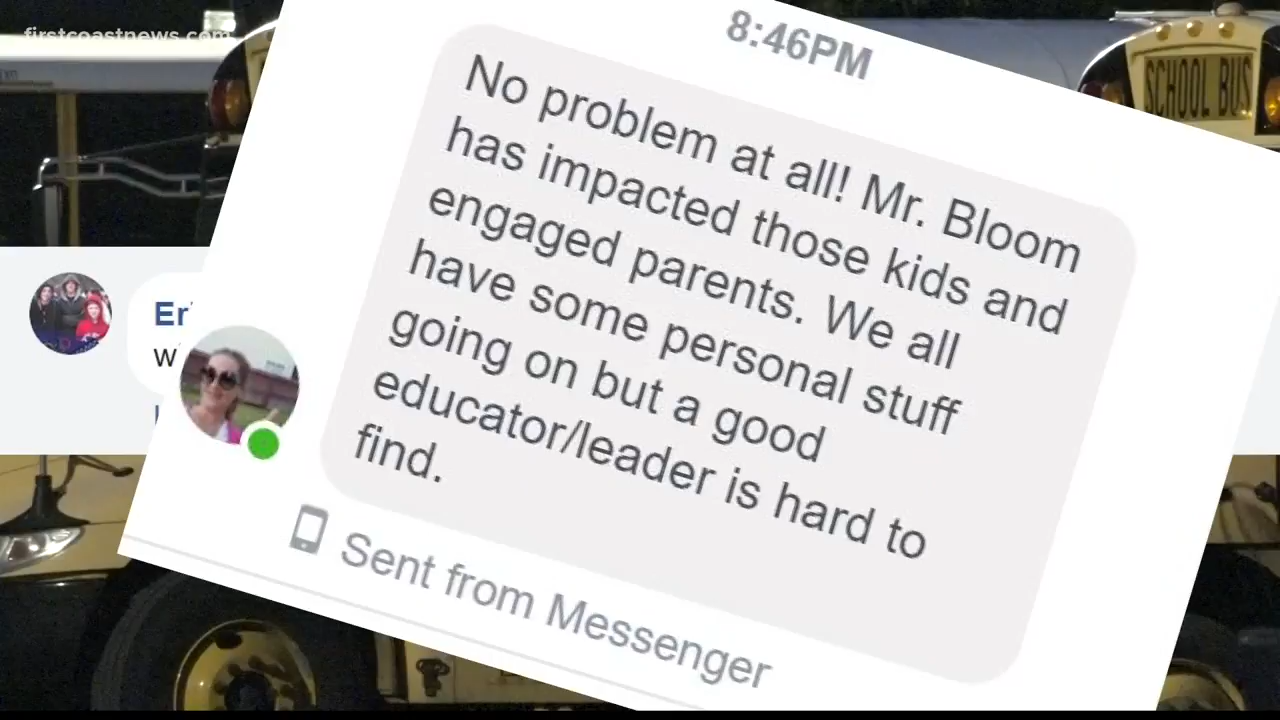 firstcoastnews.com
8:46PM
SCHOOL BUS
No problem at all! Mr. Bloom
has impacted those kids and
engaged parents. We all
have some personal stuff
going on but a good
educator/leader is hard to
find.
Sent from Messenger